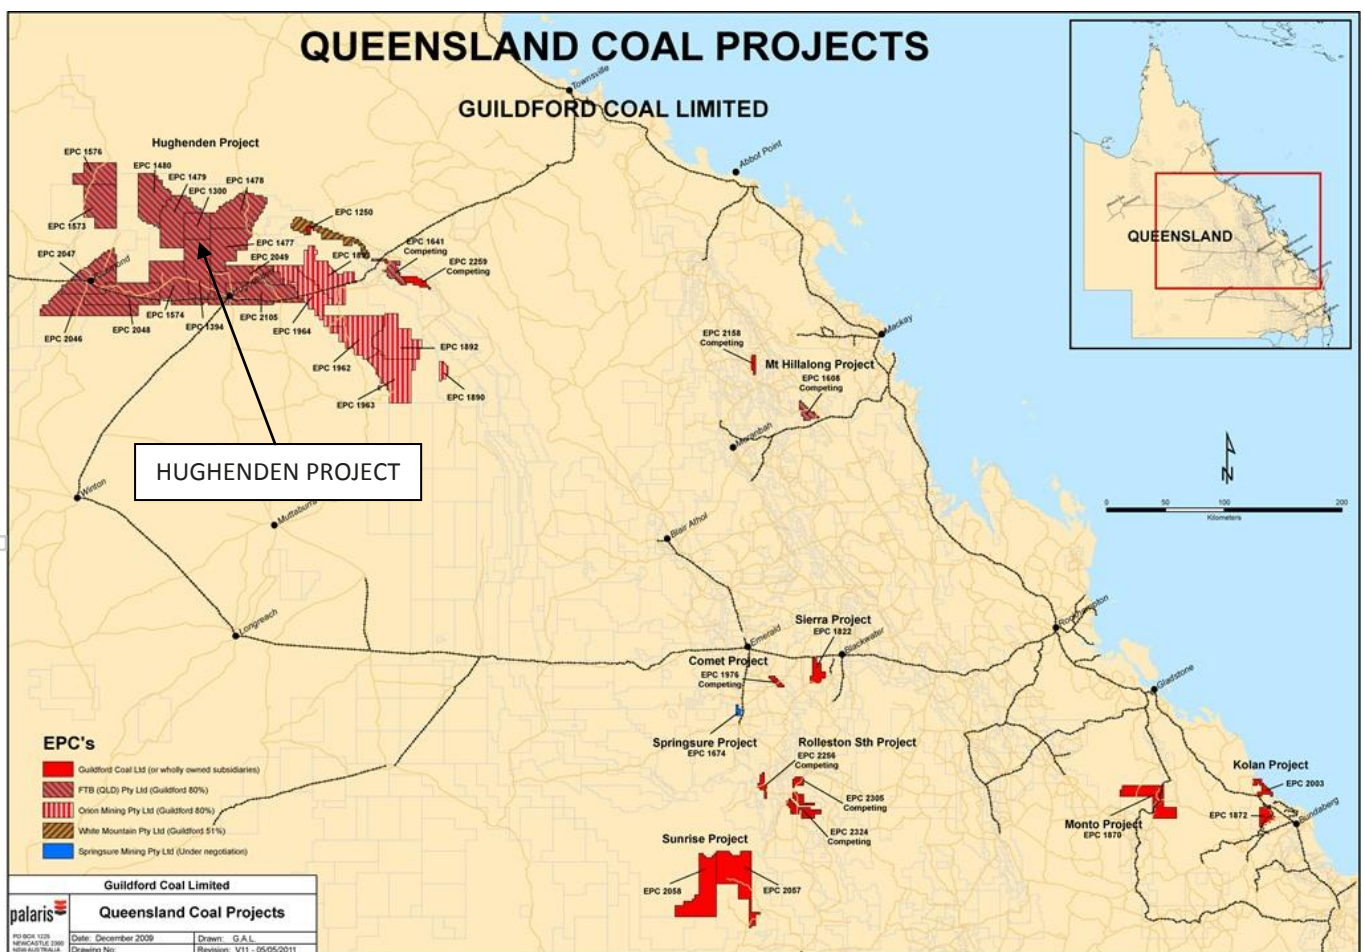 QUEENSLAND COAL PROJECTS
GUILDFORD COAL LIMITED
Townsville
Abbot Point
QUEENSLAND
Hughenden Project
EPC 1576
EPC 1480
EPC 1479
EPC 1300
EPC 1478
EPC 1573
EPC 1250
EPC 1477
EPC 2047
EPC 2049
EPC 1641
Competing
EPC 2259
Competing
EPC 1574
EPC 2048
EPC 1394
EPC 2105
EPC 1964
EPC 2046
EPC 1962
EPC 1892
EPC 1963
EPC 1890
HUGHENDEN PROJECT
Mackay
EPC 2158
Competing
Mt Hillalong Project
EPC 1608
Competing
Moranbah
N
0 50 100 200
Kilometers
Winton
Muttaburra
Blair Athol
Longreach
Emerald
Blackwater
Rockhampton
Gladstone
Sierra Project
EPC 1822
Comet Project
EPC 1976
Competing
Springsure Project
EPC 1674
Rolleston Sth Project
EPC 2256
Competing
EPC 2305
Competing
EPC 2324
Competing
Kolan Project
EPC 2003
EPC 1872
Bundaberg
Monto Project
EPC 1870
Sunrise Project
EPC 2058
EPC 2057
EPC's
Guildford Coal Ltd (or wholly owned subsidiaries)
FTB (QLD) Pty Ltd (Guildford 80%)
Orion Mining Pty Ltd (Guildford 80%)
White Mountain Pty Ltd (Guildford 51%)
Springsure Mining Pty Ltd (Under negotiation)
Guildford Coal Limited
palaris
Queensland Coal Projects
PO BOX 1225
NEWCASTLE 2300
NSW AUSTRALIA
Date: December 2009
Drawn: G.A.L.
Drawing No:
Revision: V11 - 05/05/2011